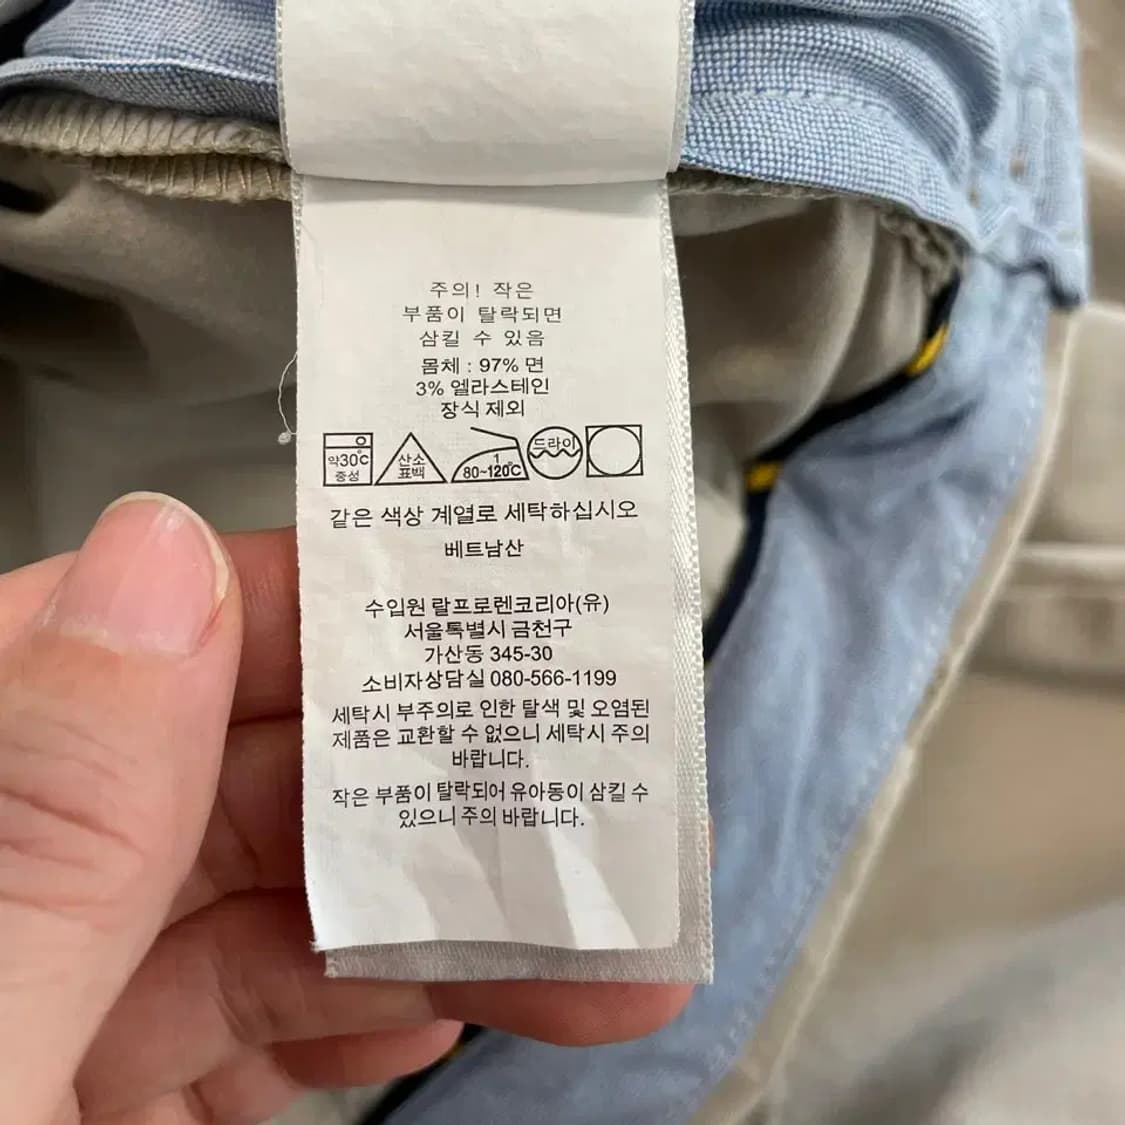 주의! 작은
부품이 탈락되면
삼킬 수 있음
몸체 : 97% 면
3% 엘라스테인
장식 제외
약30℃
중성
산소
표백
1
80~120℃
드라이
같은 색상 계열로 세탁하십시오
베트남산
수입원 랄프로렌코리아(유)
서울특별시 금천구
가산동 345-30
소비자상담실 080-566-1199
세탁시 부주의로 인한 탈색 및 오염된
제품은 교환할 수 없으니 세탁시 주의
바랍니다.
작은 부품이 탈락되어 유아동이 삼킬 수
있으니 주의 바랍니다.